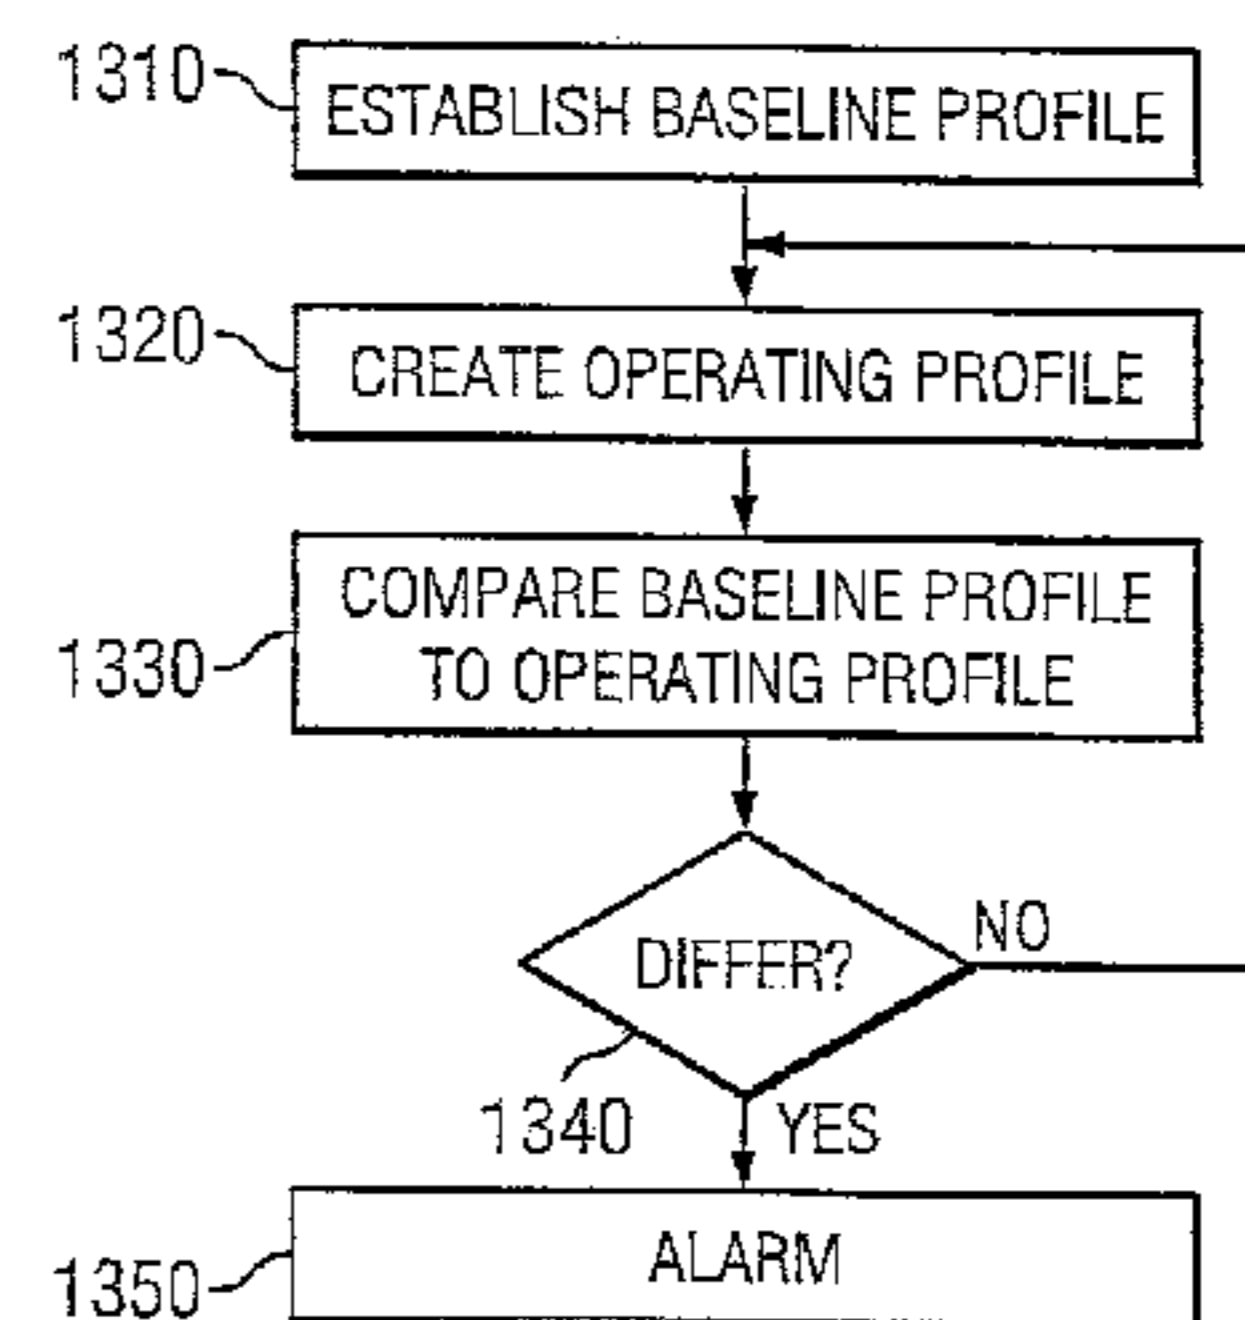 1310
ESTABLISH BASELINE PROFILE
1320
CREATE OPERATING PROFILE
1330
COMPARE BASELINE PROFILE
TO OPERATING PROFILE
DIFFER?
NO
1340
YES
1350
ALARM